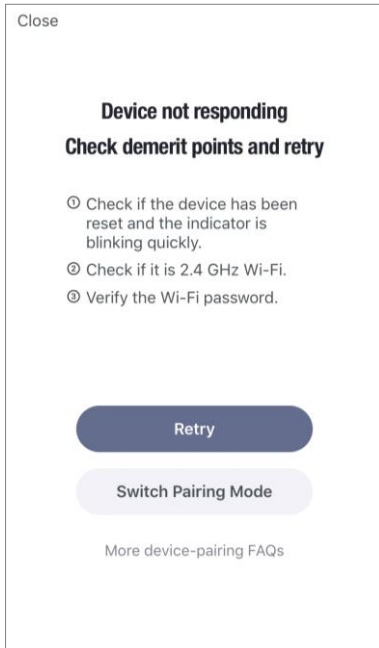 Close
Device not responding
Check demerit points and retry
① Check if the device has been
reset and the indicator is
blinking quickly.
② Check if it is 2.4 GHz Wi-Fi.
③ Verify the Wi-Fi password.
Retry
Switch Pairing Mode
More device-pairing FAQs